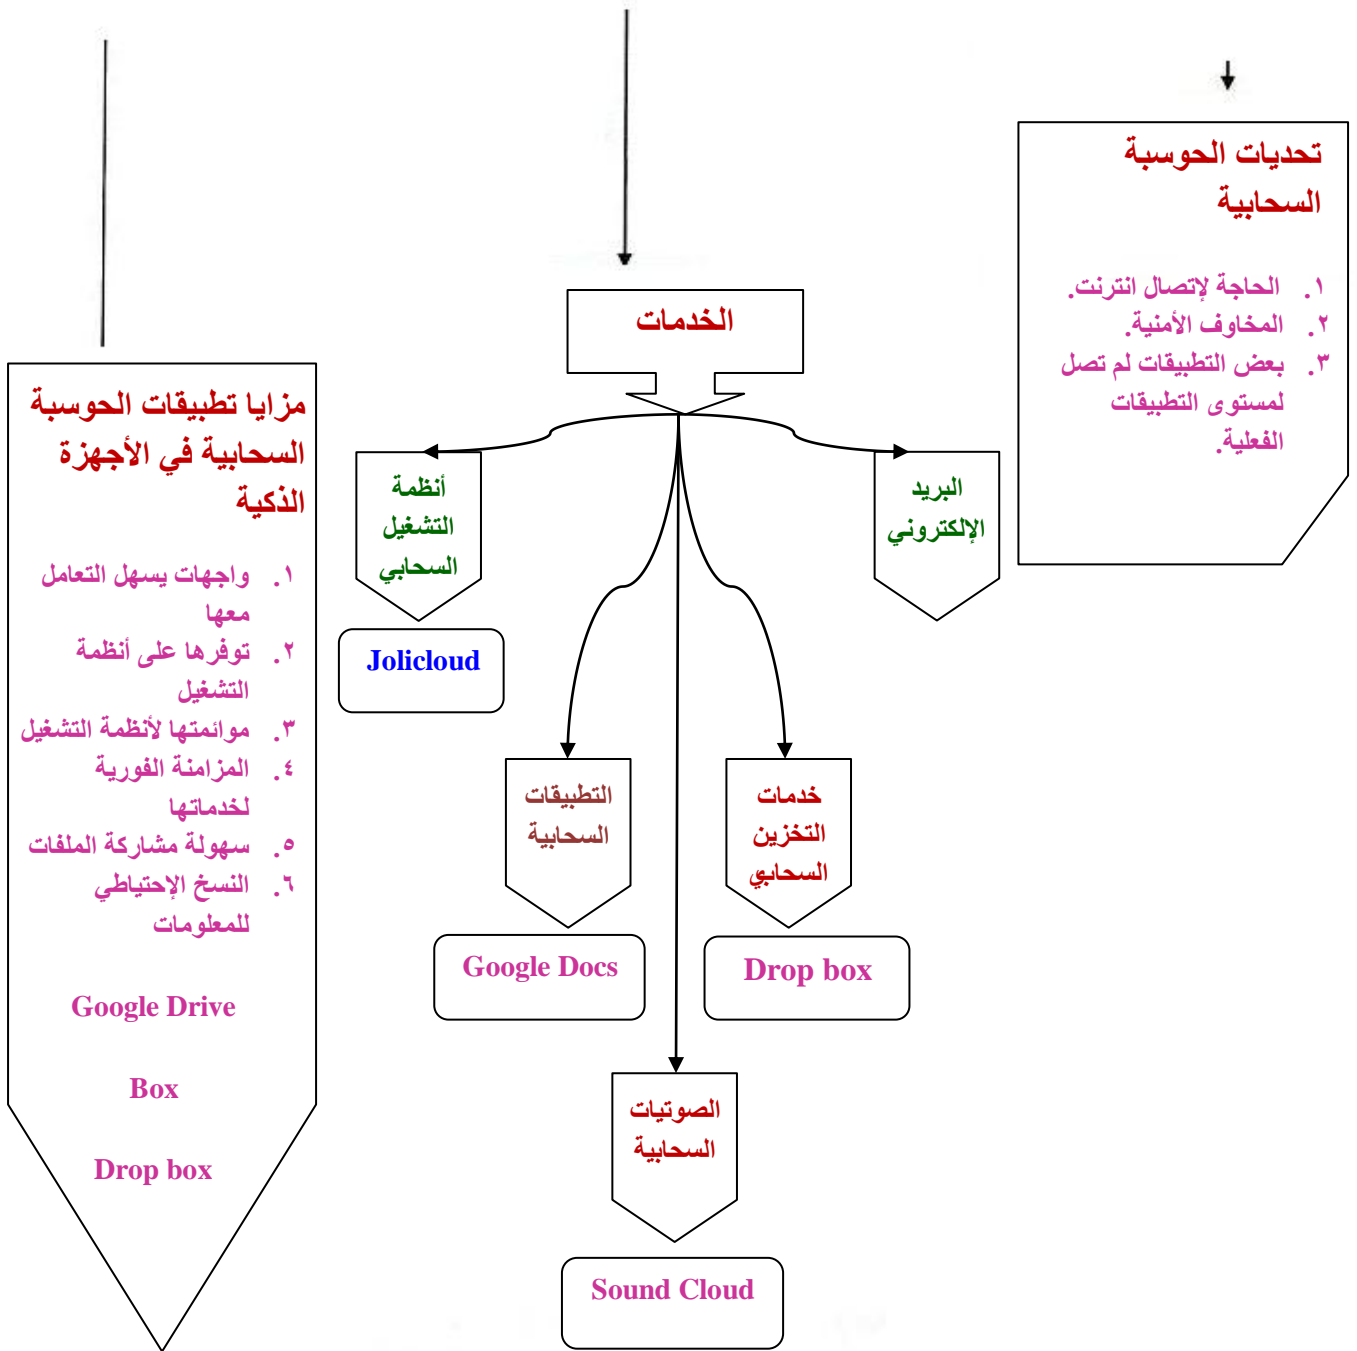 تحديات الحوسبة
السحابية
١. الحاجة لإتصال انترنت.
٢. المخاوف الأمنية.
٣. بعض التطبيقات لم تصل
لمستوى التطبيقات
الفعلية.
الخدمات
البريد
الإلكتروني
أنظمة
التشغيل
السحابي
Jolicloud
خدمات
التخزين
السحابي
Drop box
التطبيقات
السحابية
Google Docs
الصوتيات
السحابية
Sound Cloud
مزايا تطبيقات الحوسبة
السحابية في الأجهزة
الذكية
١. واجهات يسهل التعامل
معها
٢. توفرها على أنظمة
التشغيل
٣. موائمتها لأنظمة التشغيل
٤. المزامنة الفورية
لخدماتها
٥. سهولة مشاركة الملفات
٦. النسخ الإحتياطي
للمعلومات
Google Drive
Box
Drop box